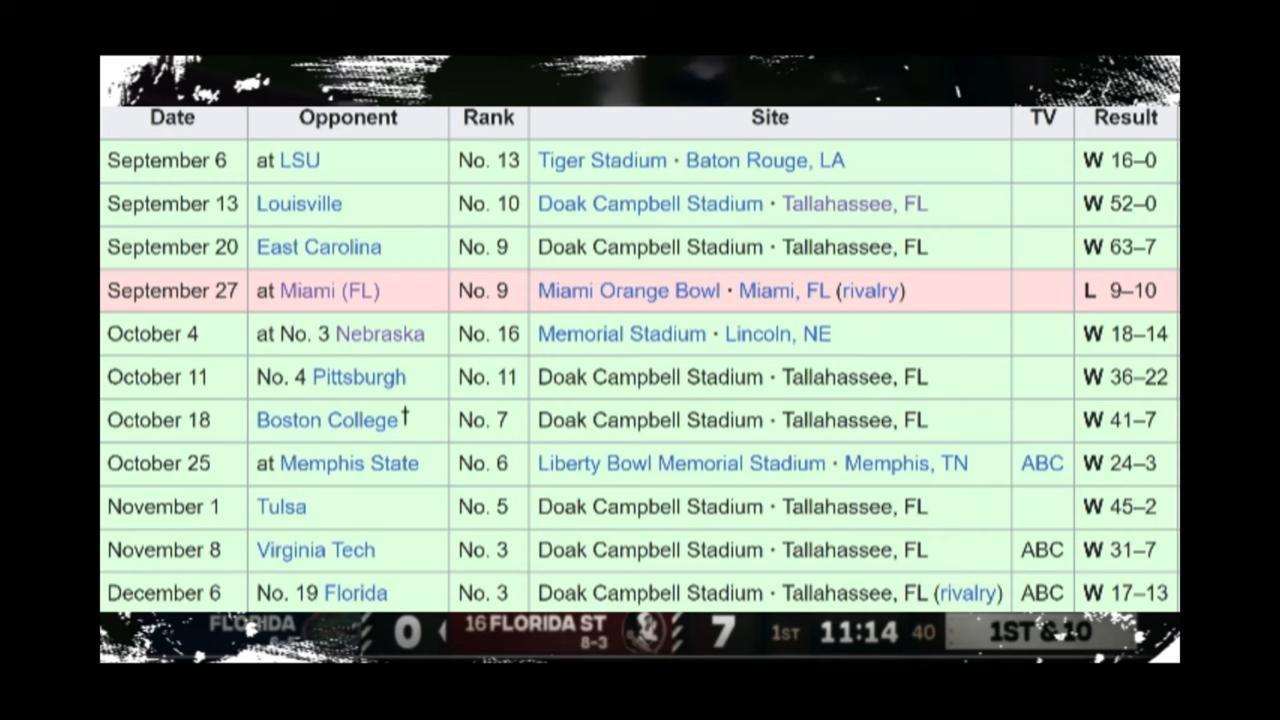 Date Opponent Rank Site TV Result
September 6 at LSU No. 13 Tiger Stadium · Baton Rouge, LA W 16–0
September 13 Louisville No. 10 Doak Campbell Stadium · Tallahassee, FL W 52–0
September 20 East Carolina No. 9 Doak Campbell Stadium · Tallahassee, FL W 63–7
September 27 at Miami (FL) No. 9 Miami Orange Bowl · Miami, FL (rivalry) L 9–10
October 4 at No. 3 Nebraska No. 16 Memorial Stadium · Lincoln, NE W 18–14
October 11 No. 4 Pittsburgh No. 11 Doak Campbell Stadium · Tallahassee, FL W 36–22
October 18 Boston College† No. 7 Doak Campbell Stadium · Tallahassee, FL W 41–7
October 25 at Memphis State No. 6 Liberty Bowl Memorial Stadium · Memphis, TN ABC W 24–3
November 1 Tulsa No. 5 Doak Campbell Stadium · Tallahassee, FL W 45–2
November 8 Virginia Tech No. 3 Doak Campbell Stadium · Tallahassee, FL ABC W 31–7
December 6 No. 19 Florida No. 3 Doak Campbell Stadium · Tallahassee, FL (rivalry) ABC W 17–13
FLORIDA 0 16 FLORIDA ST 7 1ST 11:14 40 1ST & 10
8-3